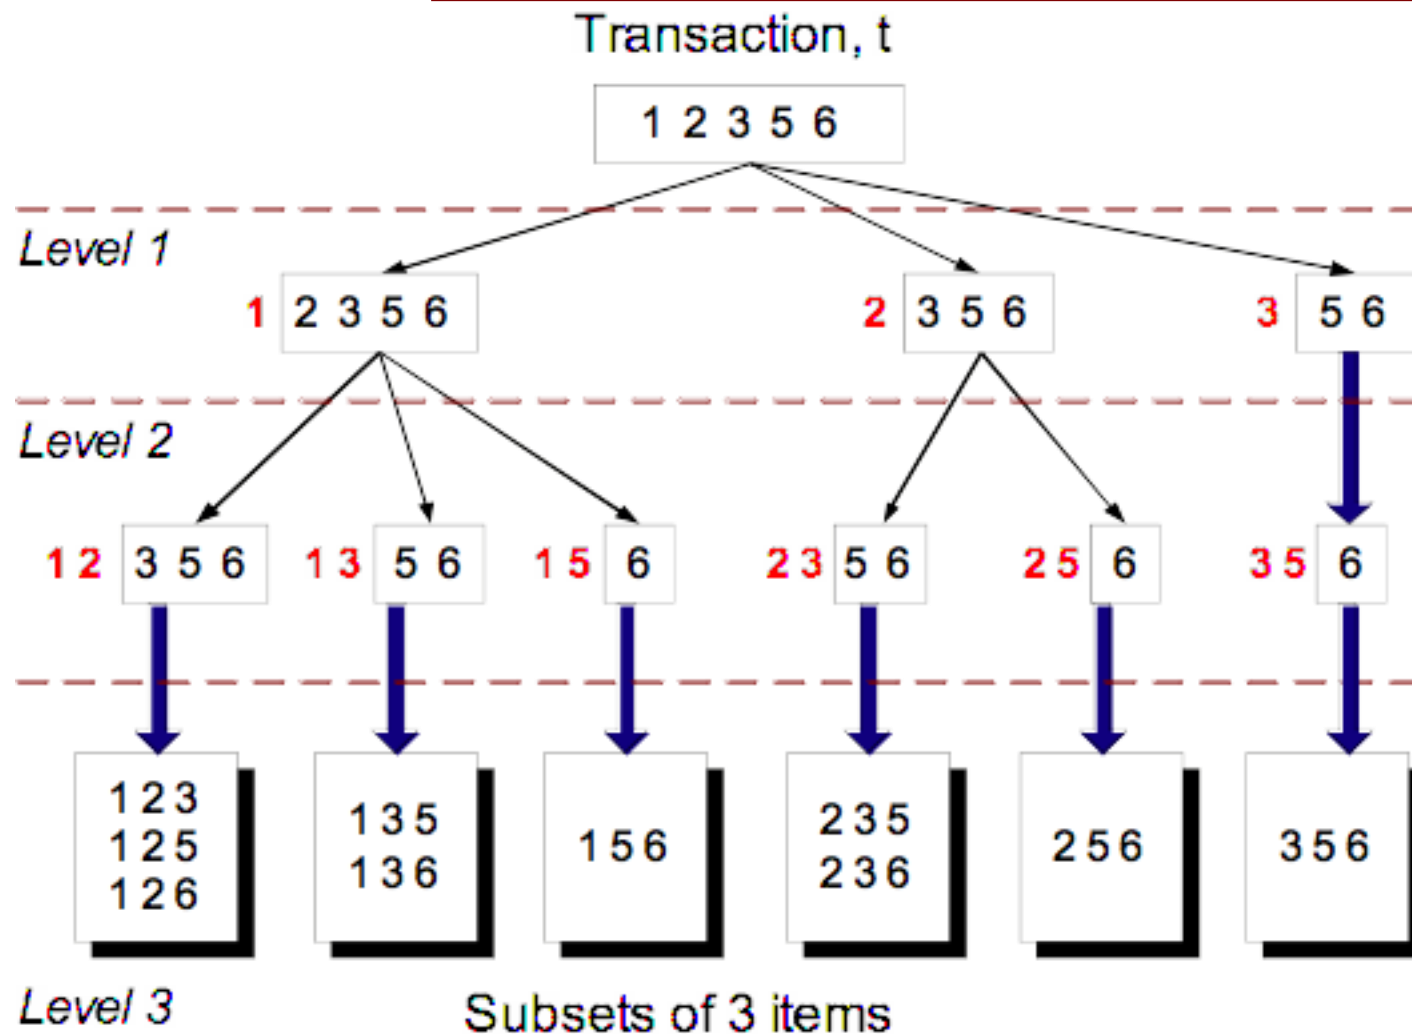 Transaction, t
1 2 3 5 6
Level 1
1 2 3 5 6
2 3 5 6
3 5 6
Level 2
1 2 3 5 6
1 3 5 6
1 5 6
2 3 5 6
2 5 6
3 5 6
1 2 3
1 2 5
1 2 6
1 3 5
1 3 6
1 5 6
2 3 5
2 3 6
2 5 6
3 5 6
Level 3
Subsets of 3 items